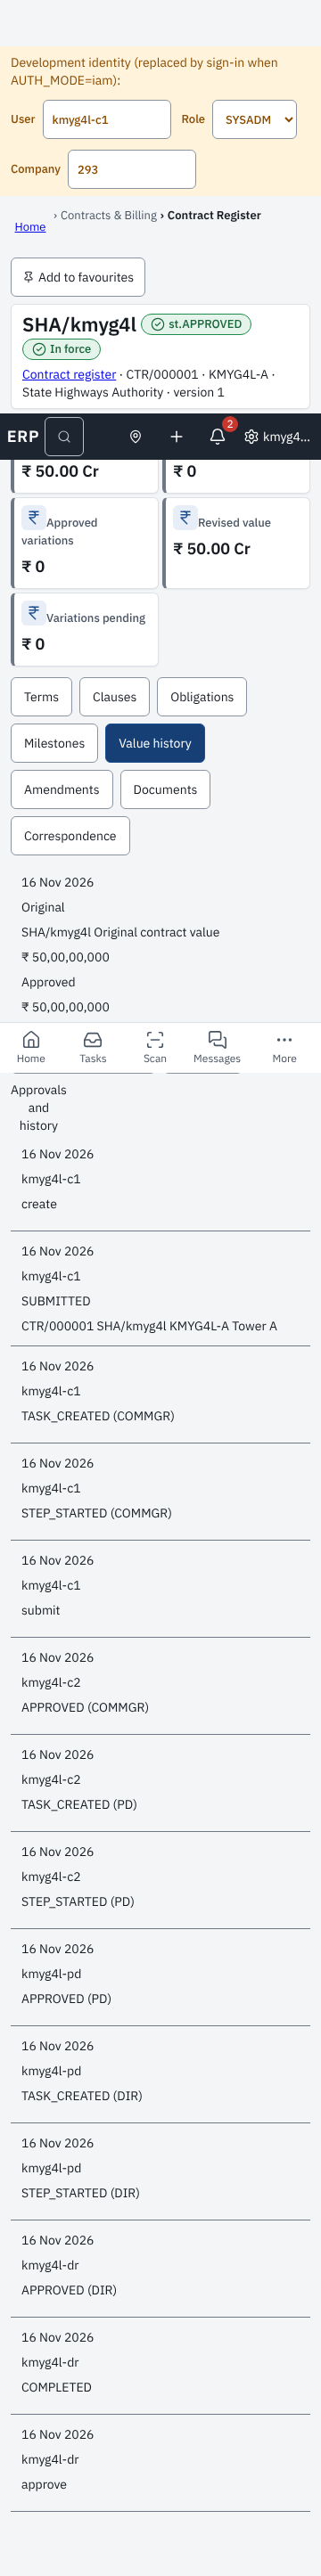 Development identity (replaced by sign-in when
AUTH_MODE=iam):
User kmyg4l-c1 Role SYSADM
Company 293
› Contracts & Billing › Contract Register
Home
Add to favourites
SHA/kmyg4l st.APPROVED
In force
Contract register · CTR/000001 · KMYG4L-A ·
State Highways Authority · version 1
ERP 2 kmyg4...
₹ 50.00 Cr ₹ 0
₹ Approved
variations
₹ 0
₹ Revised value
₹ 50.00 Cr
₹ Variations pending
₹ 0
Terms Clauses Obligations
Milestones Value history
Amendments Documents
Correspondence
16 Nov 2026
Original
SHA/kmyg4l Original contract value
₹ 50,00,00,000
Approved
₹ 50,00,00,000
Home Tasks Scan Messages More
Approvals
and
history
16 Nov 2026
kmyg4l-c1
create
16 Nov 2026
kmyg4l-c1
SUBMITTED
CTR/000001 SHA/kmyg4l KMYG4L-A Tower A
16 Nov 2026
kmyg4l-c1
TASK_CREATED (COMMGR)
16 Nov 2026
kmyg4l-c1
STEP_STARTED (COMMGR)
16 Nov 2026
kmyg4l-c1
submit
16 Nov 2026
kmyg4l-c2
APPROVED (COMMGR)
16 Nov 2026
kmyg4l-c2
TASK_CREATED (PD)
16 Nov 2026
kmyg4l-c2
STEP_STARTED (PD)
16 Nov 2026
kmyg4l-pd
APPROVED (PD)
16 Nov 2026
kmyg4l-pd
TASK_CREATED (DIR)
16 Nov 2026
kmyg4l-pd
STEP_STARTED (DIR)
16 Nov 2026
kmyg4l-dr
APPROVED (DIR)
16 Nov 2026
kmyg4l-dr
COMPLETED
16 Nov 2026
kmyg4l-dr
approve